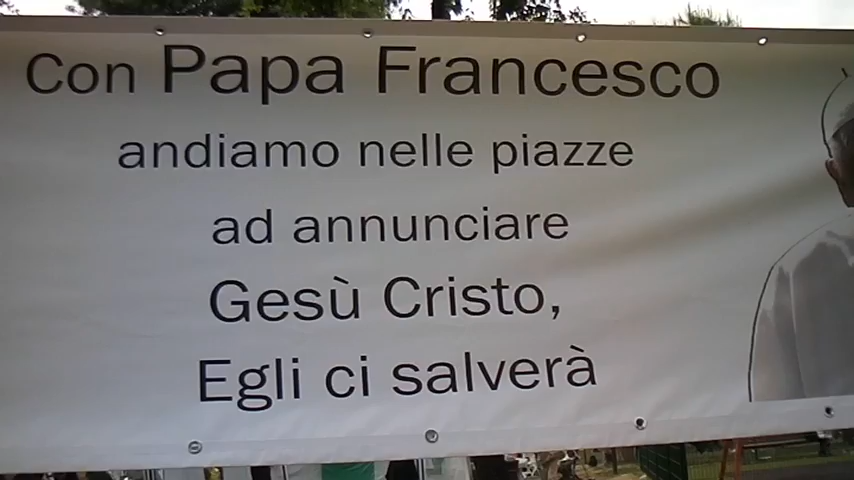 Con Papa Francesco
andiamo nelle piazze
ad annunciare
Gesù Cristo,
Egli ci salverà